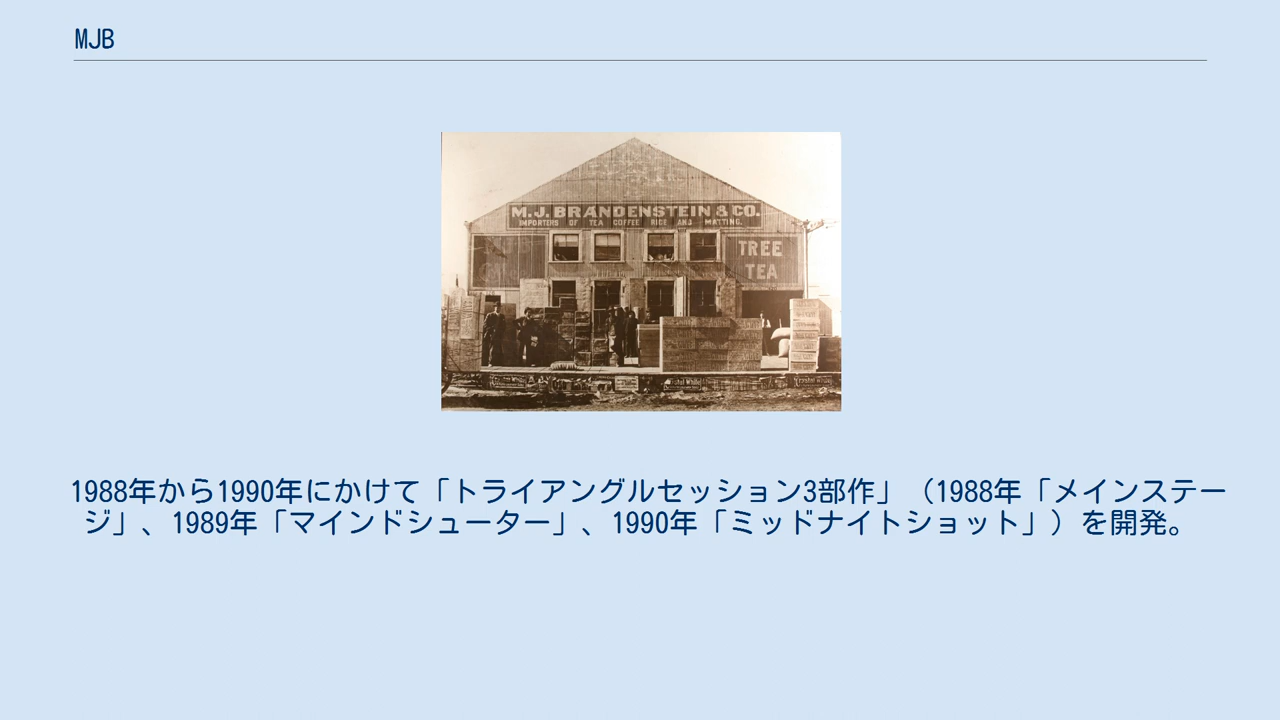 MJB
M.J. BRANDENSTEIN & CO.
IMPORTERS OF TEA COFFEE RICE AND MATTING.
TREE
TEA
1988年から1990年にかけて「トライアングルセッション3部作」（1988年「メインステー
ジ」、1989年「マインドシューター」、1990年「ミッドナイトショット」）を開発。